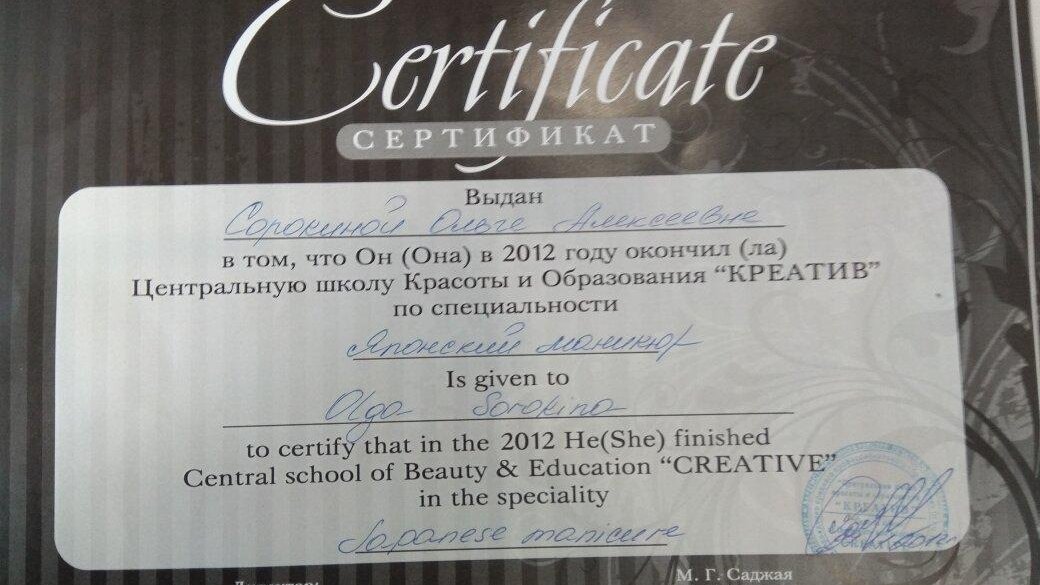 Certificate
СЕРТИФИКАТ
Выдан
Сорокиной Ольге Алексеевне
в том, что Он (Она) в 2012 году окончил (ла)
Центральную школу Красоты и Образования “КРЕАТИВ”
по специальности
Японский маникюр
Is given to
Olga Sorokina
to certify that in the 2012 He(She) finished
Central school of Beauty & Education “CREATIVE”
in the speciality
Japanese manicure
М. Г. Саджая